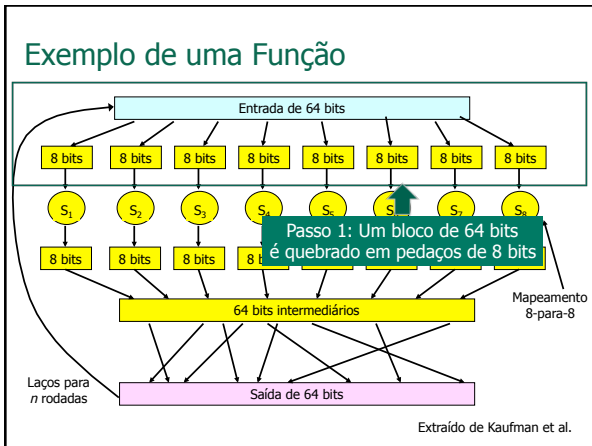 Exemplo de uma Função
Entrada de 64 bits
8 bits 8 bits 8 bits 8 bits 8 bits 8 bits 8 bits 8 bits
S1 S2 S3 S4 S5 S7 S8
Passo 1: Um bloco de 64 bits
é quebrado em pedaços de 8 bits
8 bits 8 bits 8 bits
Mapeamento
8-para-8
64 bits intermediários
Laços para
n rodadas
Saída de 64 bits
Extraído de Kaufman et al.